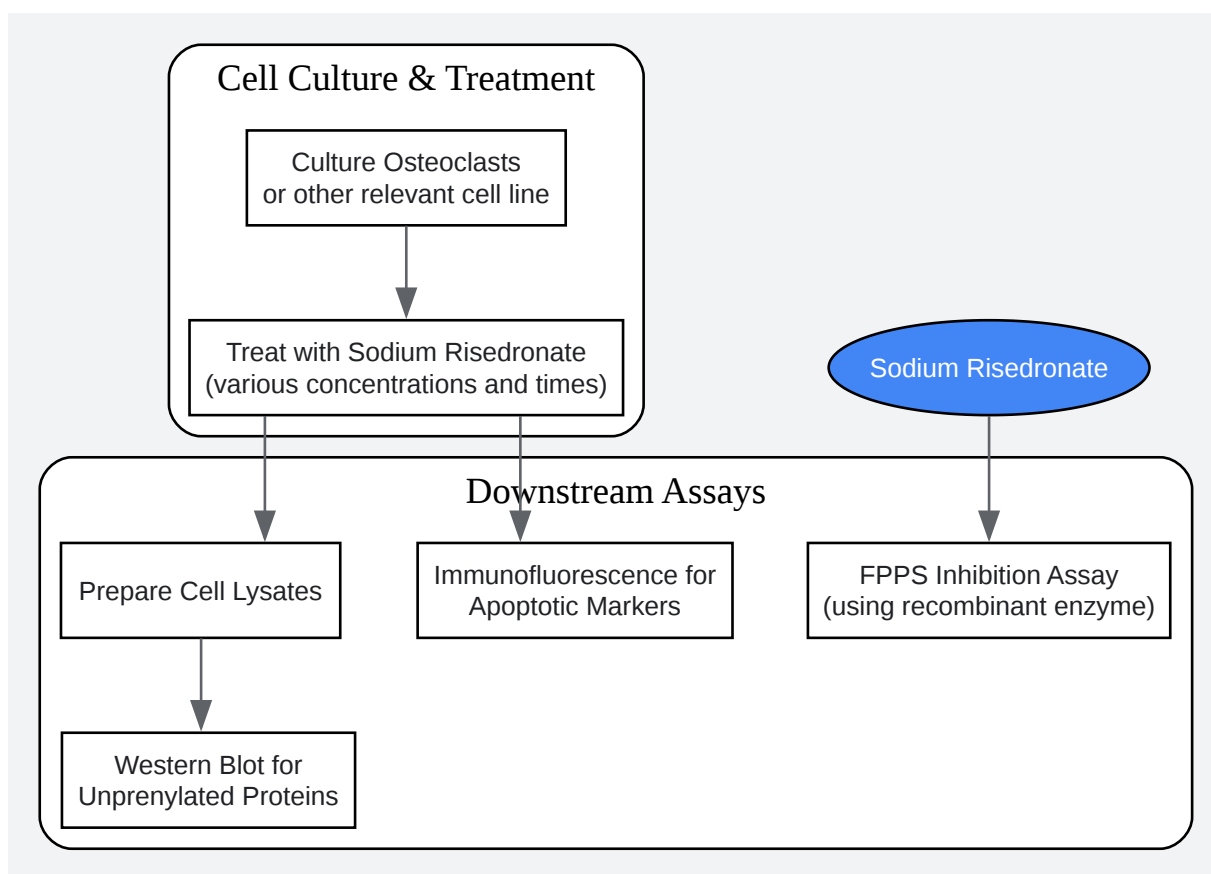 Cell Culture & Treatment
Culture Osteoclasts
or other relevant cell line
Treat with Sodium Risedronate
(various concentrations and times)
Sodium Risedronate
Downstream Assays
Prepare Cell Lysates
Immunofluorescence for
Apoptotic Markers
FPPS Inhibition Assay
(using recombinant enzyme)
Western Blot for
Unprenylated Proteins